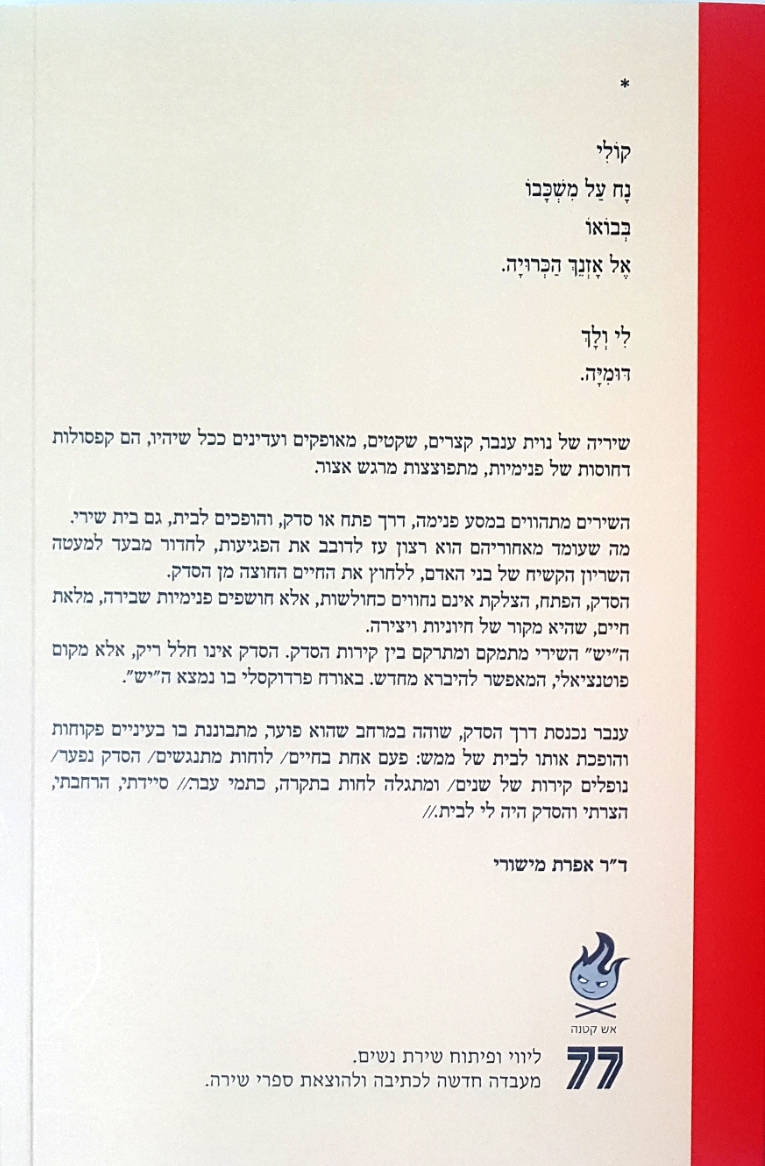 *
קוֹלִי
נָח עַל מִשְׁכָּבוֹ
בְּבוֹאוֹ
אֶל אָזְנֵךְ הַכְּרוּיָה.
לִי וְלָךְ
דּוּמִיָּה.
שיריה של נוית ענבר, קצרים, שקטים, מאופקים ועדינים ככל שיהיו, הם קפסולות
דחוסות של פנימיות, מתפוצצות מרגש אצור.
השירים מתהווים במסע פנימה, דרך פתח או סדק, והופכים לבית, גם בית שירי.
מה שעומד מאחוריהם הוא רצון עז לדובב את הפגיעות, לחדור מבעד למעטה
השריון הקשיח של בני האדם, ללחוץ את החיים החוצה מן הסדק.
הסדק, הפתח, הצלקת אינם נחווים כחולשות, אלא חושפים פנימיות שבירה, מלאת
חיים, שהיא מקור של חיוניות ויצירה.
ה"יש" השירי מתמקם ומתרקם בין קירות הסדק. הסדק אינו חלל ריק, אלא מקום
פוטנציאלי, המאפשר להיברא מחדש. באורח פרדוקסלי בו נמצא ה"יש".
ענבר נכנסת דרך הסדק, שוהה במרחב שהוא פוער, מתבוננת בו בעיניים פקוחות
והופכת אותו לבית של ממש: פעם אחת בחיים/ לוחות מתנגשים/ הסדק נפער/
נופלים קירות של שנים/ ומתגלה לחות בתקרה, כתמי עבר.// סיידתי, הרחבתי,
הצרתי והסדק היה לי לבית.//
ד"ר אפרת מישורי
אש קטנה
77
ליווי ופיתוח שירת נשים.
מעבדה חדשה לכתיבה ולהוצאת ספרי שירה.